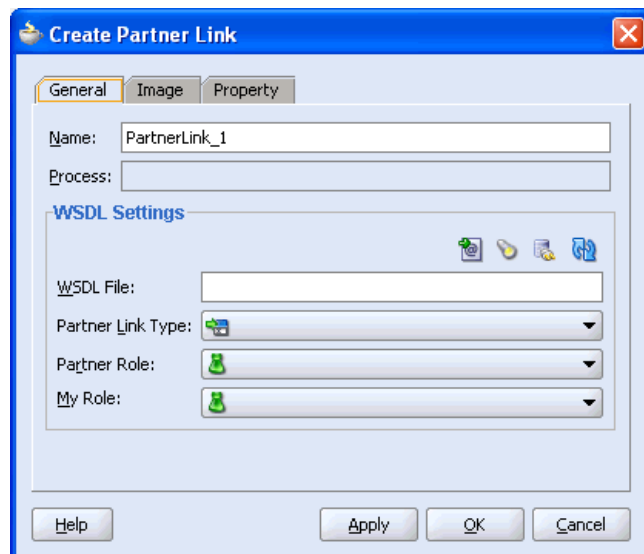 Create Partner Link
General Image Property
Name: PartnerLink_1
Process:
WSDL Settings
WSDL File:
Partner Link Type:
Partner Role:
My Role:
Help Apply OK Cancel